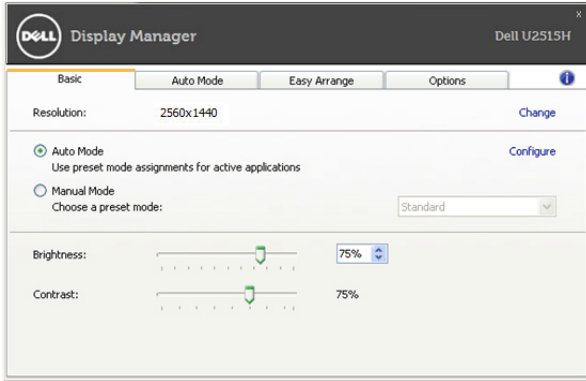 DELL Display Manager Dell U2515H
x
Basic Auto Mode Easy Arrange Options i
Resolution: 2560x1440 Change
Auto Mode Configure
Use preset mode assignments for active applications
Manual Mode
Choose a preset mode: Standard
Brightness: 75%
Contrast: 75%